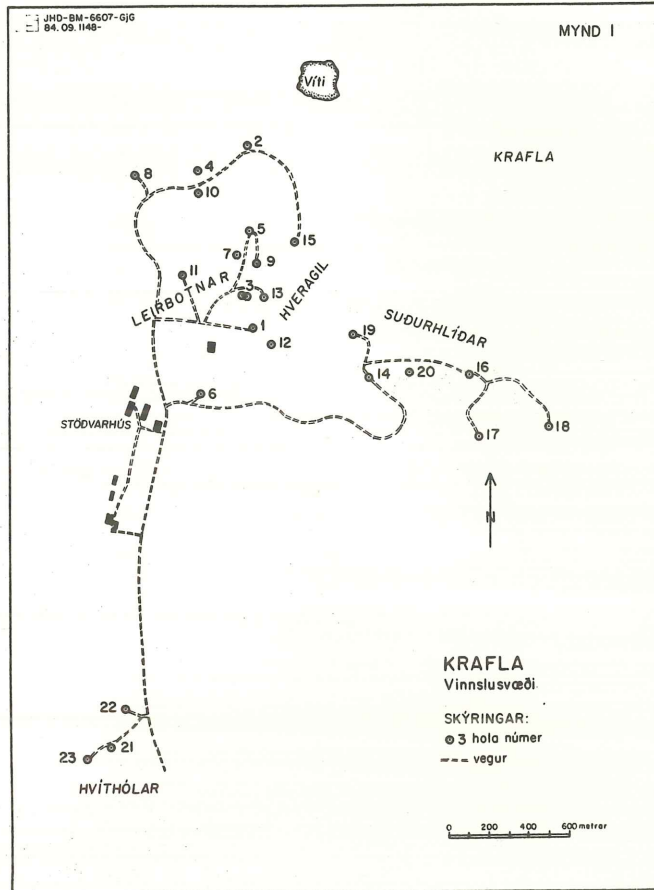 JHD-BM-6607-GjG
84.09.1148-
MYND 1
Víti
KRAFLA
2
8
4
10
5
15
7
9
11
LEIRBOTNAR
3
13
HVERAGIL
1
12
SUÐURHLÍÐAR
19
14
20
16
6
17
18
STÖÐVARHÚS
N
KRAFLA
Vinnslusvæði
SKÝRINGAR:
3 hola númer
vegur
22
21
23
HVÍTHÓLAR
0 200 400 600 metrar